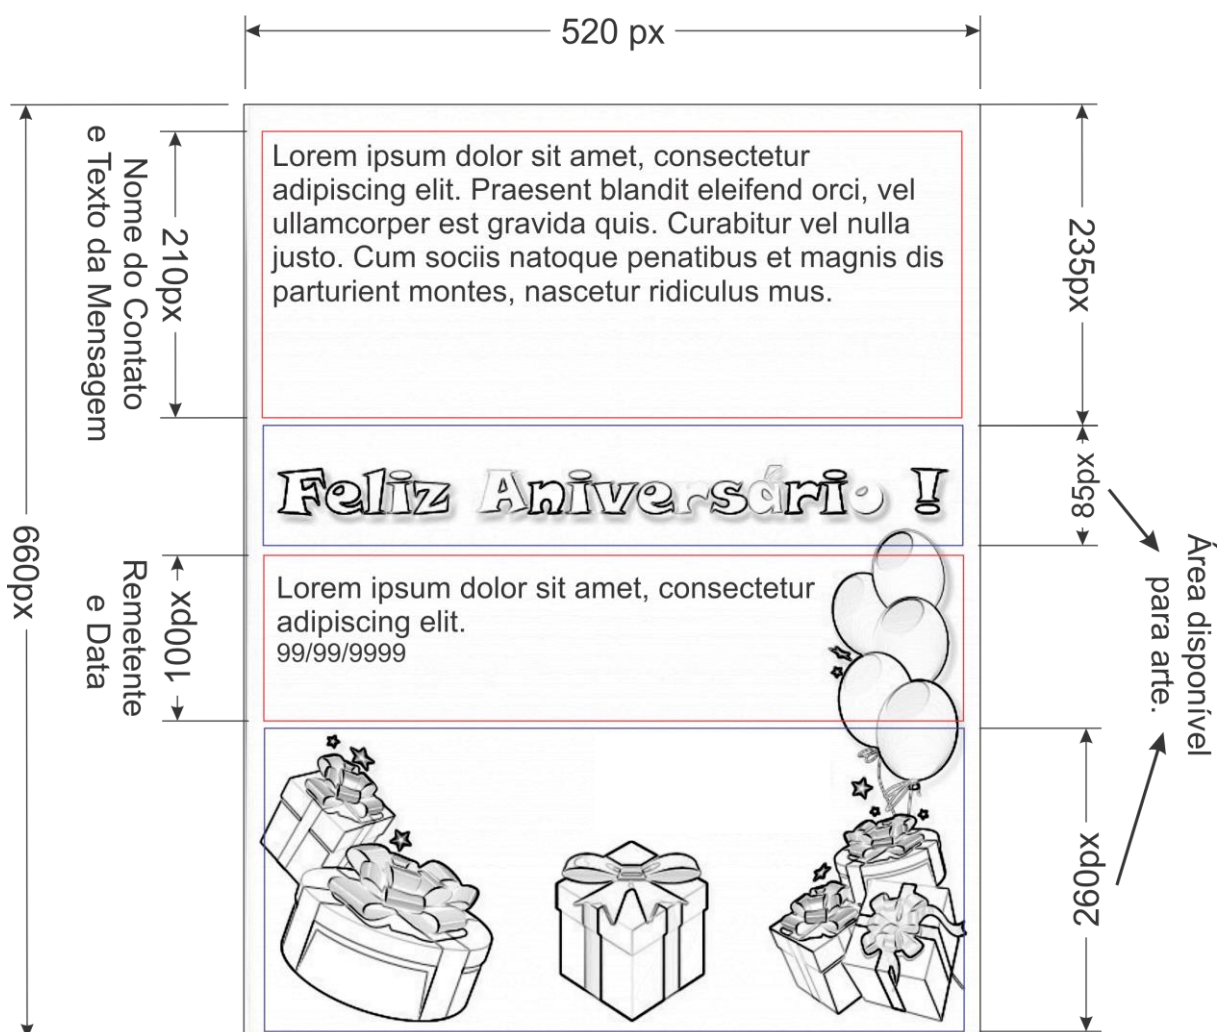 520 px
Nome do Contato
e Texto da Mensagem
210px
Lorem ipsum dolor sit amet, consectetur
adipiscing elit. Praesent blandit eleifend orci, vel
ullamcorper est gravida quis. Curabitur vel nulla
justo. Cum sociis natoque penatibus et magnis dis
parturient montes, nascetur ridiculus mus.
235px
Feliz Aniversário !
85px
660px
Remetente
e Data
100px
Lorem ipsum dolor sit amet, consectetur
adipiscing elit.
99/99/9999
Área disponível
para arte.
260px